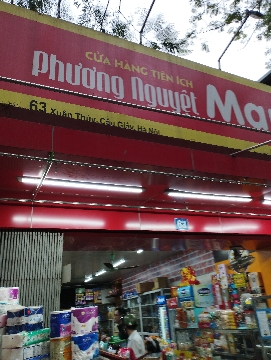 CỬA HÀNG TIỆN ÍCH
Phương Nguyệt Mar
63 Xuân Thủy, Cầu Giấy, Hà Nội